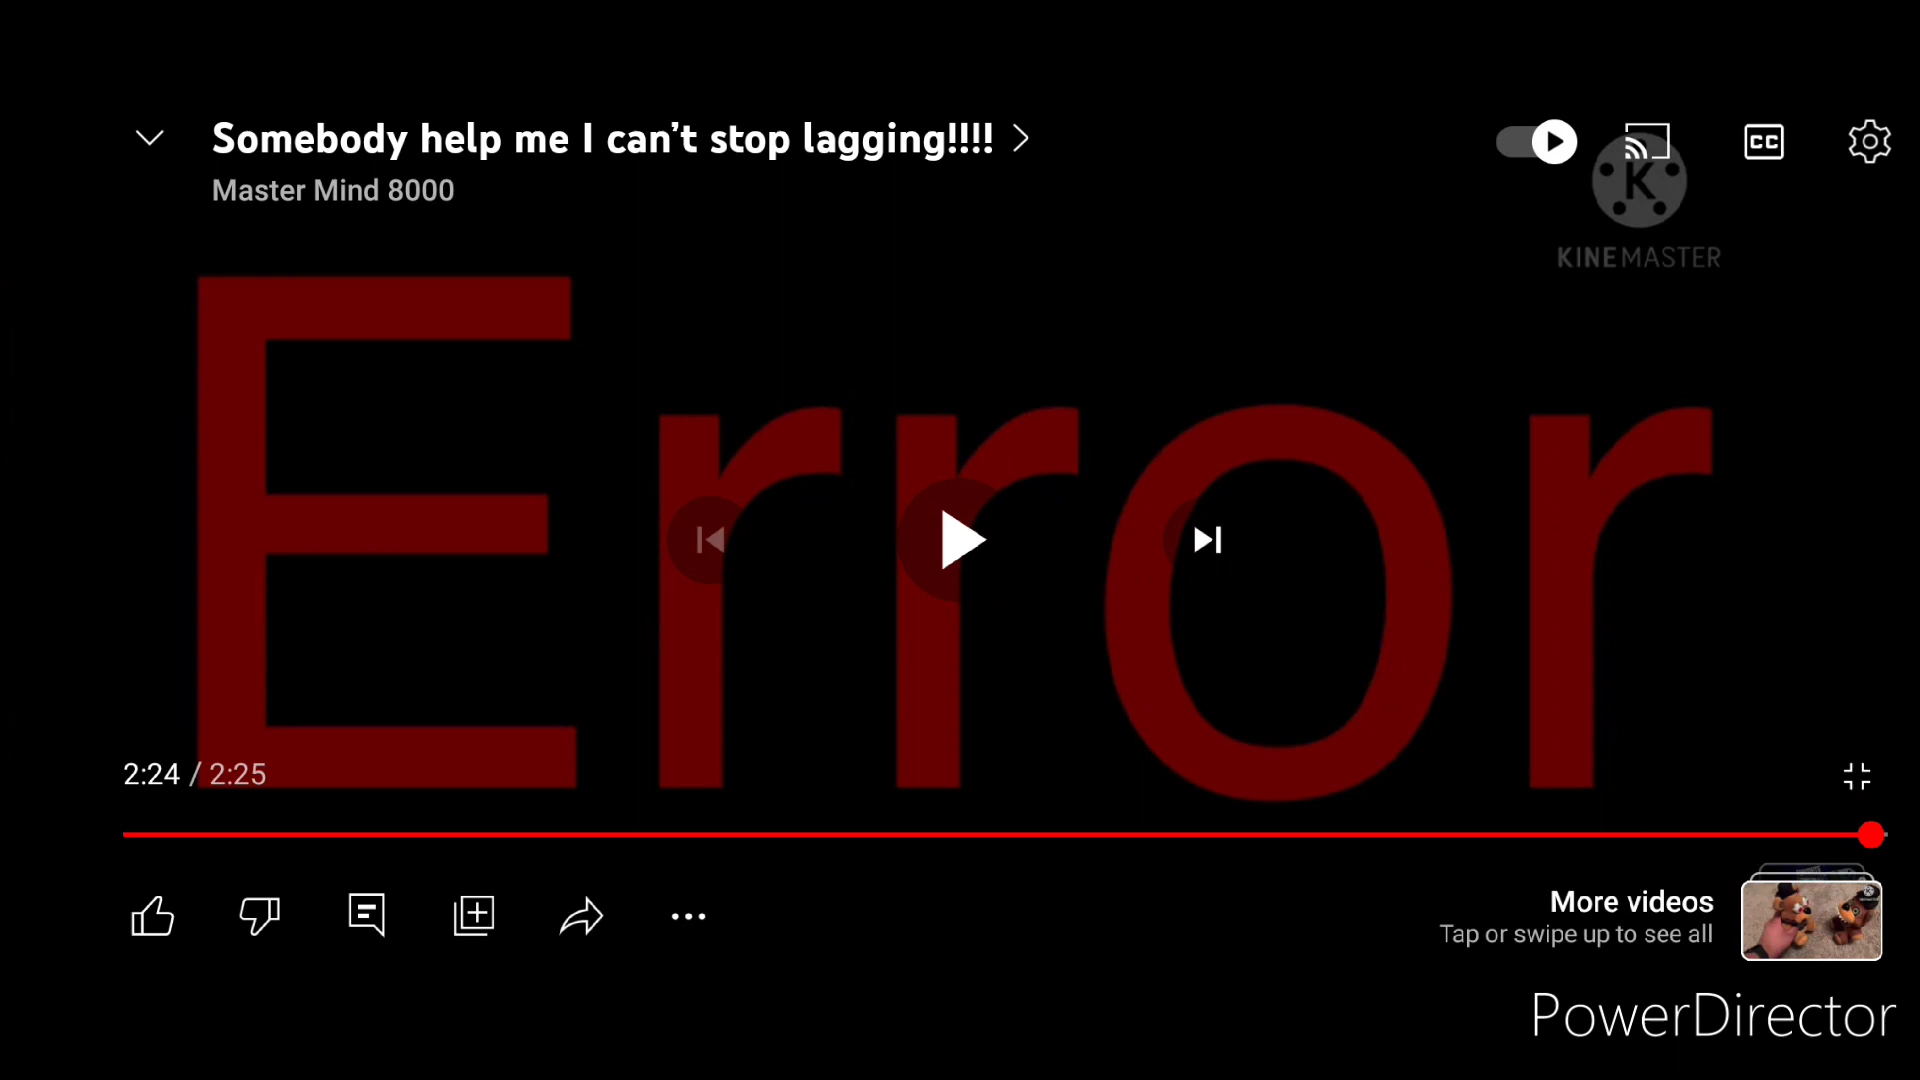 Somebody help me I can't stop lagging!!!!
Master Mind 8000
CC
K
KINEMASTER
Error
2:24 / 2:25
More videos
Tap or swipe up to see all
PowerDirector